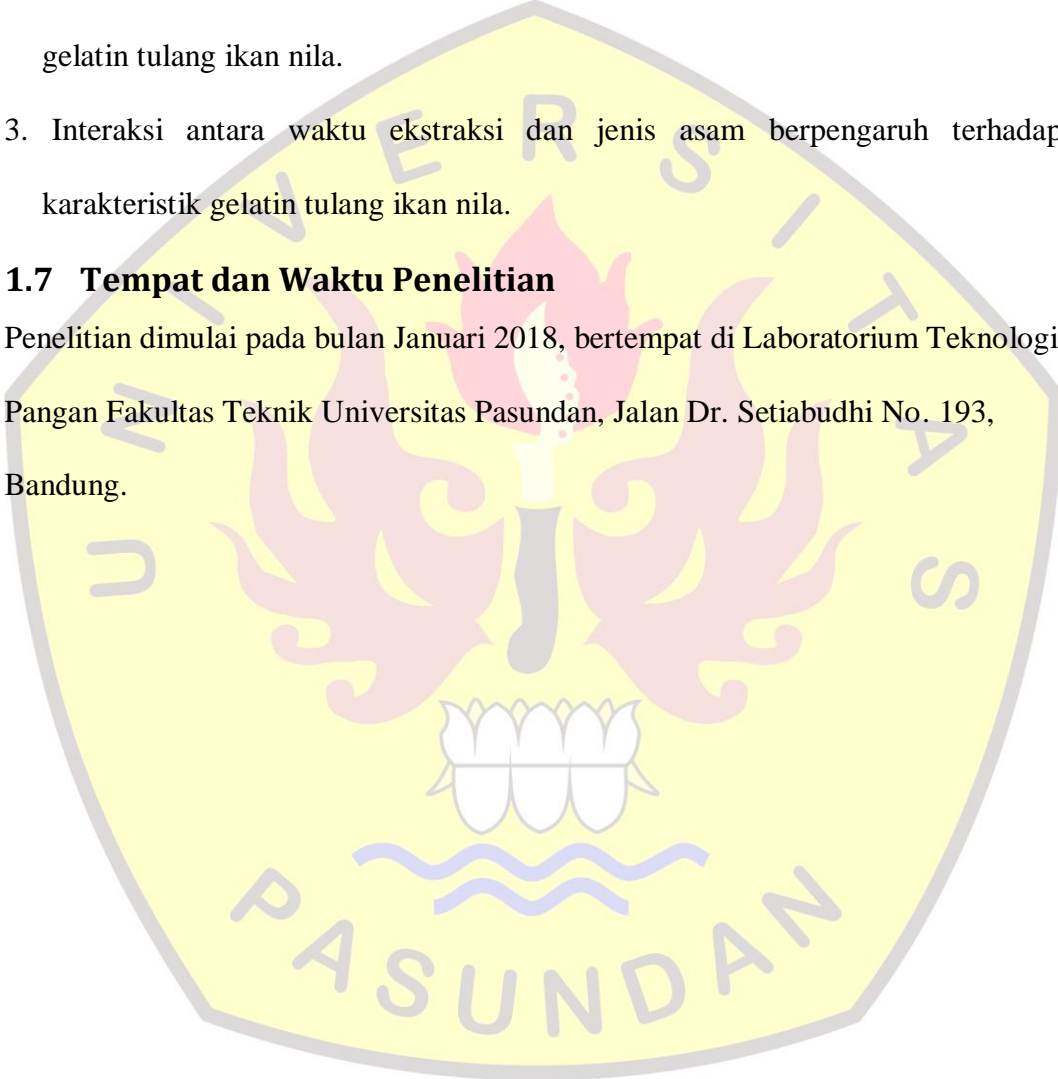 gelatin tulang ikan nila.
3. Interaksi antara waktu ekstraksi dan jenis asam berpengaruh terhadap
karakteristik gelatin tulang ikan nila.
1.7 Tempat dan Waktu Penelitian
Penelitian dimulai pada bulan Januari 2018, bertempat di Laboratorium Teknologi
Pangan Fakultas Teknik Universitas Pasundan, Jalan Dr. Setiabudhi No. 193,
Bandung.
UNIVERSITAS
PASUNDAN